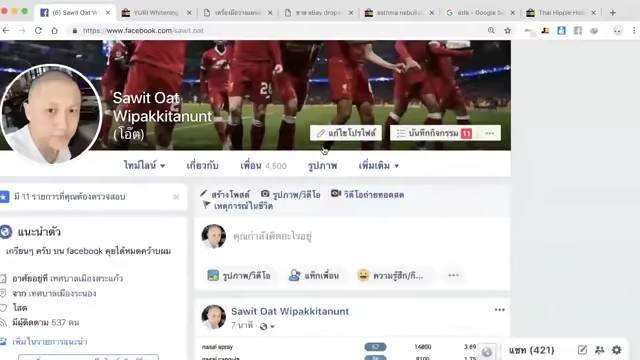 (6) Sawit Oat W
YURI Whitening
ขาย eBay drop
asthma nebuliz
ads - Google Se
Thai Hippie Ho
https://www.facebook.com/sawit.oat
Sawit Oat
Wipakkitanunt
(โอ๊ต)
แก้ไขโปรไฟล์
บันทึกกิจกรรม 11
ไทม์ไลน์ เกี่ยวกับ เพื่อน 4,500 รูปภาพ เพิ่มเติม
มี 11 รายการที่คุณต้องตรวจสอบ
สร้างโพสต์ รูปภาพ/วิดีโอ วิดีโอถ่ายทอดสด
เหตุการณ์ในชีวิต
แนะนำตัว
เกรียนๆ ครับ บน facebook คุยได้หมดคร้าบผม
คุณกำลังคิดอะไรอยู่
รูปภาพ/วิดีโอ แท็กเพื่อน ความรู้สึก/กิ...
อาศัยอยู่ที่ เทศบาลเมืองสระแก้ว
จาก เทศบาลเมืองระนอง
โสด
มีผู้ติดตาม 537 คน
เพิ่มในรายการแนะนำ
Sawit Oat Wipakkitanunt
7 นาที
nasal spray 67 14800 3.69
แชท (421)